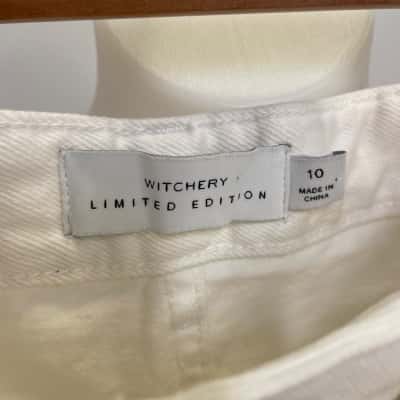 WITCHERY
LIMITED EDITION
10
MADE IN
CHINA